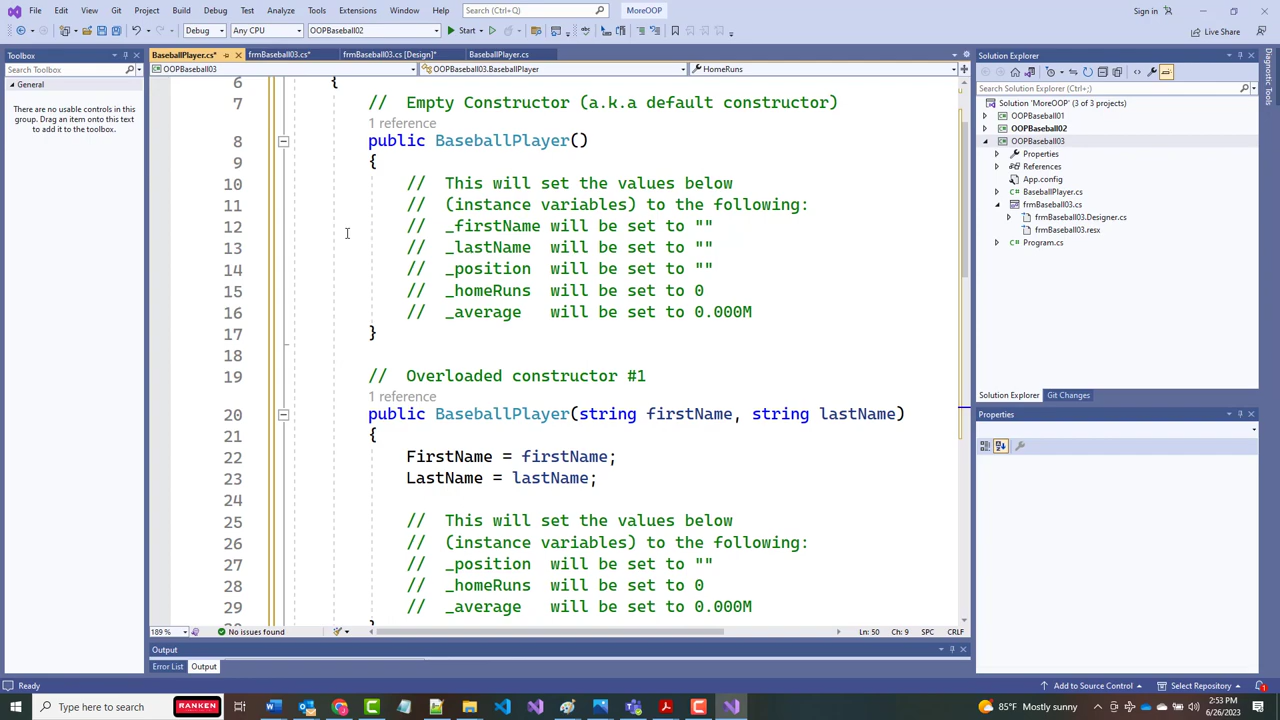 File Edit View Git Project Build Debug Test Analyze Tools Extensions Window Help Search (Ctrl+Q) MoreOOP Sign in
Debug Any CPU OOPBaseball02 Start Live Share
Toolbox
Search Toolbox
General
There are no usable controls in this
group. Drag an item onto this text
to add it to the toolbox.
BaseballPlayer.cs* frmBaseball03.cs* frmBaseball03.cs [Design]* BaseballPlayer.cs
OOPBaseball03 OOPBaseball03.BaseballPlayer HomeRuns
6 {
7 // Empty Constructor (a.k.a default constructor)
1 reference
8 public BaseballPlayer()
9 {
10 // This will set the values below
11 // (instance variables) to the following:
12 // _firstName will be set to ""
13 // _lastName will be set to ""
14 // _position will be set to ""
15 // _homeRuns will be set to 0
16 // _average will be set to 0.000M
17 }
18
19 // Overloaded constructor #1
1 reference
20 public BaseballPlayer(string firstName, string lastName)
21 {
22 FirstName = firstName;
23 LastName = lastName;
24
25 // This will set the values below
26 // (instance variables) to the following:
27 // _position will be set to ""
28 // _homeRuns will be set to 0
29 // _average will be set to 0.000M
189 % No issues found Ln: 50 Ch: 9 SPC CRLF
Output
Error List Output
Solution Explorer
Search Solution Explorer (Ctrl+;)
Solution 'MoreOOP' (3 of 3 projects)
OOPBaseball01
OOPBaseball02
OOPBaseball03
Properties
References
App.config
C# BaseballPlayer.cs
frmBaseball03.cs
frmBaseball03.Designer.cs
frmBaseball03.resx
C# Program.cs
Solution Explorer Git Changes
Properties
Diagnostic Tools
Ready Add to Source Control Select Repository
Type here to search RANKEN 85°F Mostly sunny 2:53 PM
6/26/2023